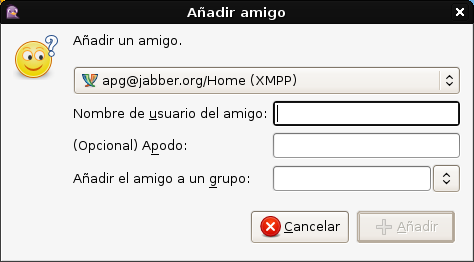 Añadir amigo
Añadir un amigo.
apg@jabber.org/Home (XMPP)
Nombre de usuario del amigo:
(Opcional) Apodo:
Añadir el amigo a un grupo:
Cancelar
Añadir